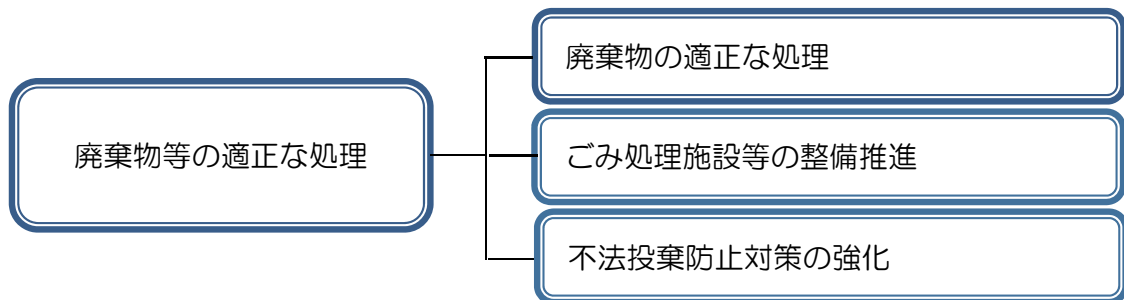 廃棄物等の適正な処理
廃棄物の適正な処理
ごみ処理施設等の整備推進
不法投棄防止対策の強化